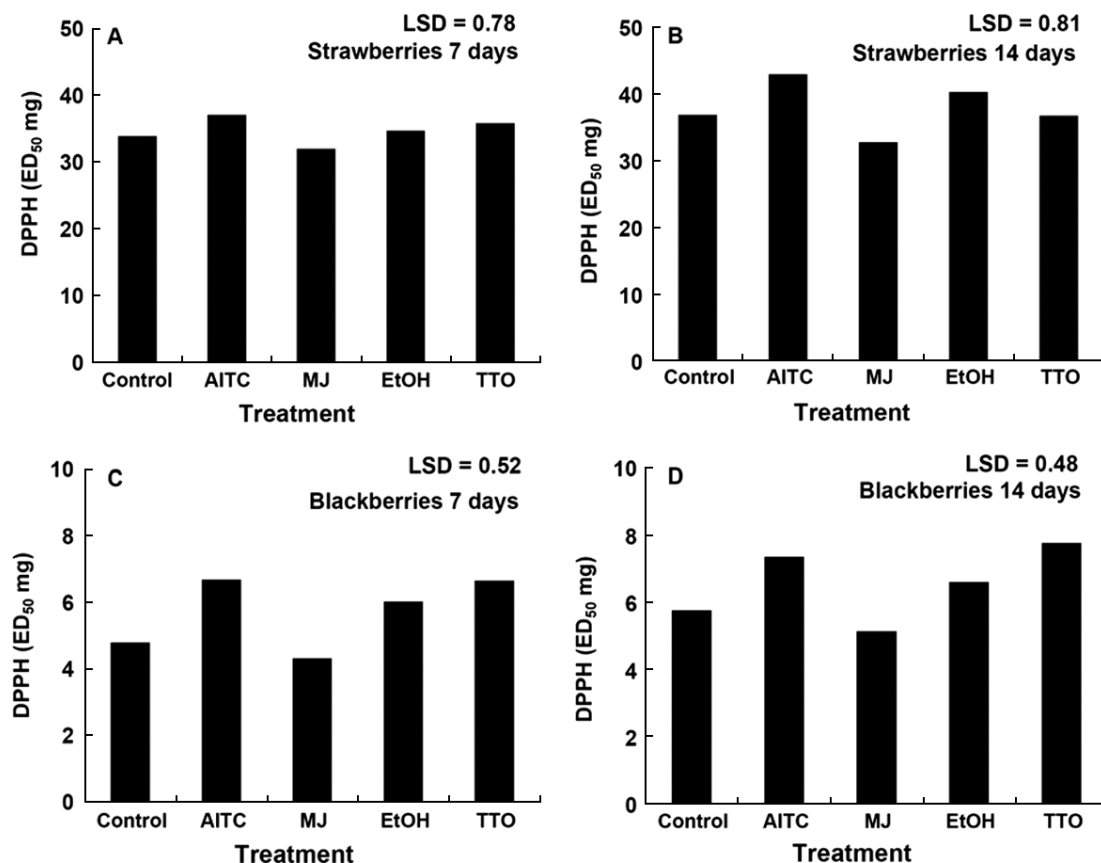 A
LSD = 0.78
Strawberries 7 days
50
40
30
20
10
0
DPPH (ED50 mg)
Control AITC MJ EtOH TTO
Treatment
B
LSD = 0.81
Strawberries 14 days
50
40
30
20
10
0
DPPH (ED50 mg)
Control AITC MJ EtOH TTO
Treatment
C
LSD = 0.52
Blackberries 7 days
10
8
6
4
2
0
DPPH (ED50 mg)
Control AITC MJ EtOH TTO
Treatment
D
LSD = 0.48
Blackberries 14 days
10
8
6
4
2
0
DPPH (ED50 mg)
Control AITC MJ EtOH TTO
Treatment